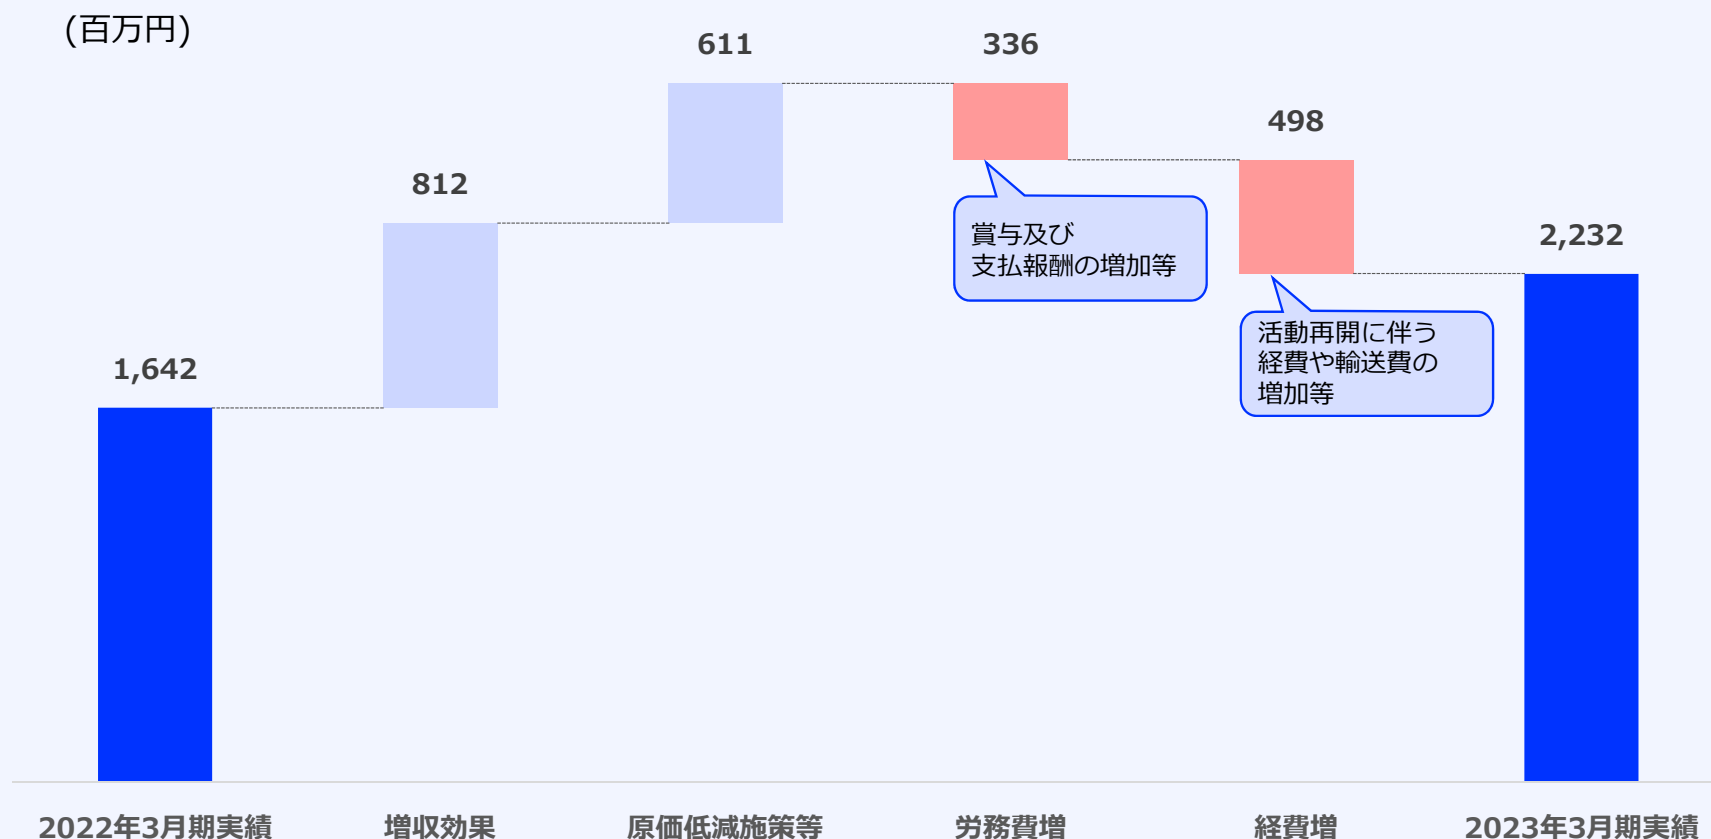 (百万円)
1,642
812
611
336
498
2,232
賞与及び
支払報酬の増加等
活動再開に伴う
経費や輸送費の
増加等
2022年3月期実績
増収効果
原価低減施策等
労務費増
経費増
2023年3月期実績